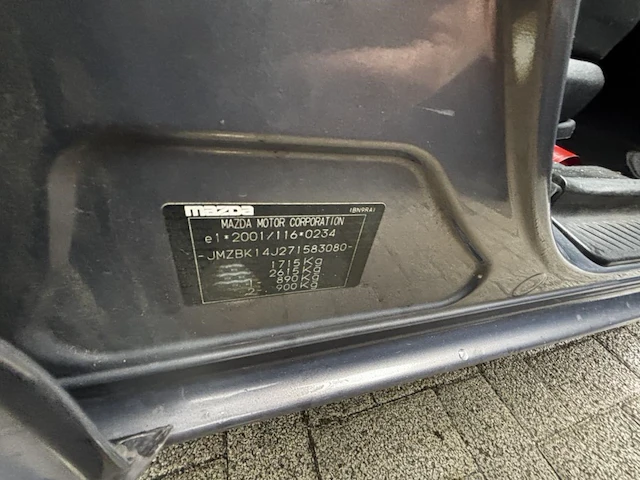 mazda
(BN9RA)
MAZDA MOTOR CORPORATION
e1*2001/116*0234
-JMZBK14J271583080-
1715Kg
2615Kg
890Kg
900Kg